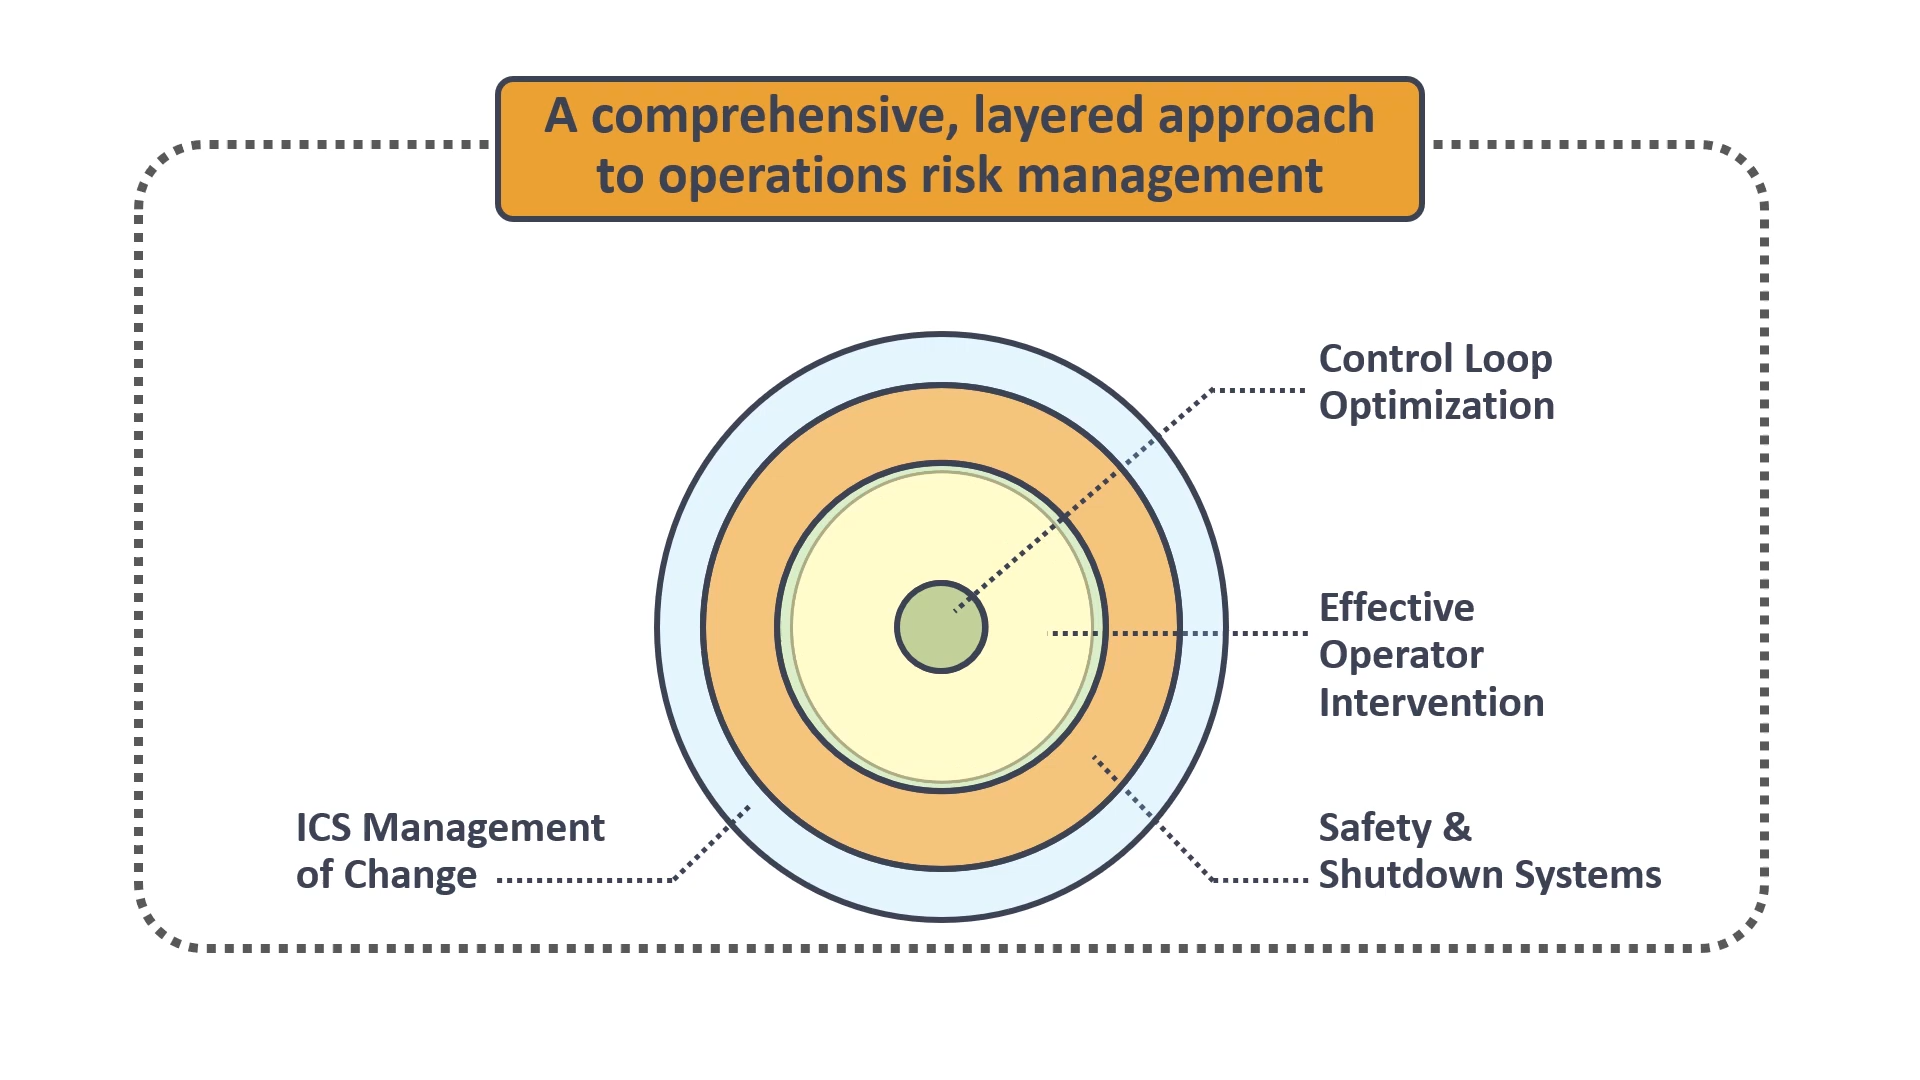 A comprehensive, layered approach
to operations risk management
Control Loop
Optimization
Effective
Operator
Intervention
ICS Management
of Change
Safety &
Shutdown Systems